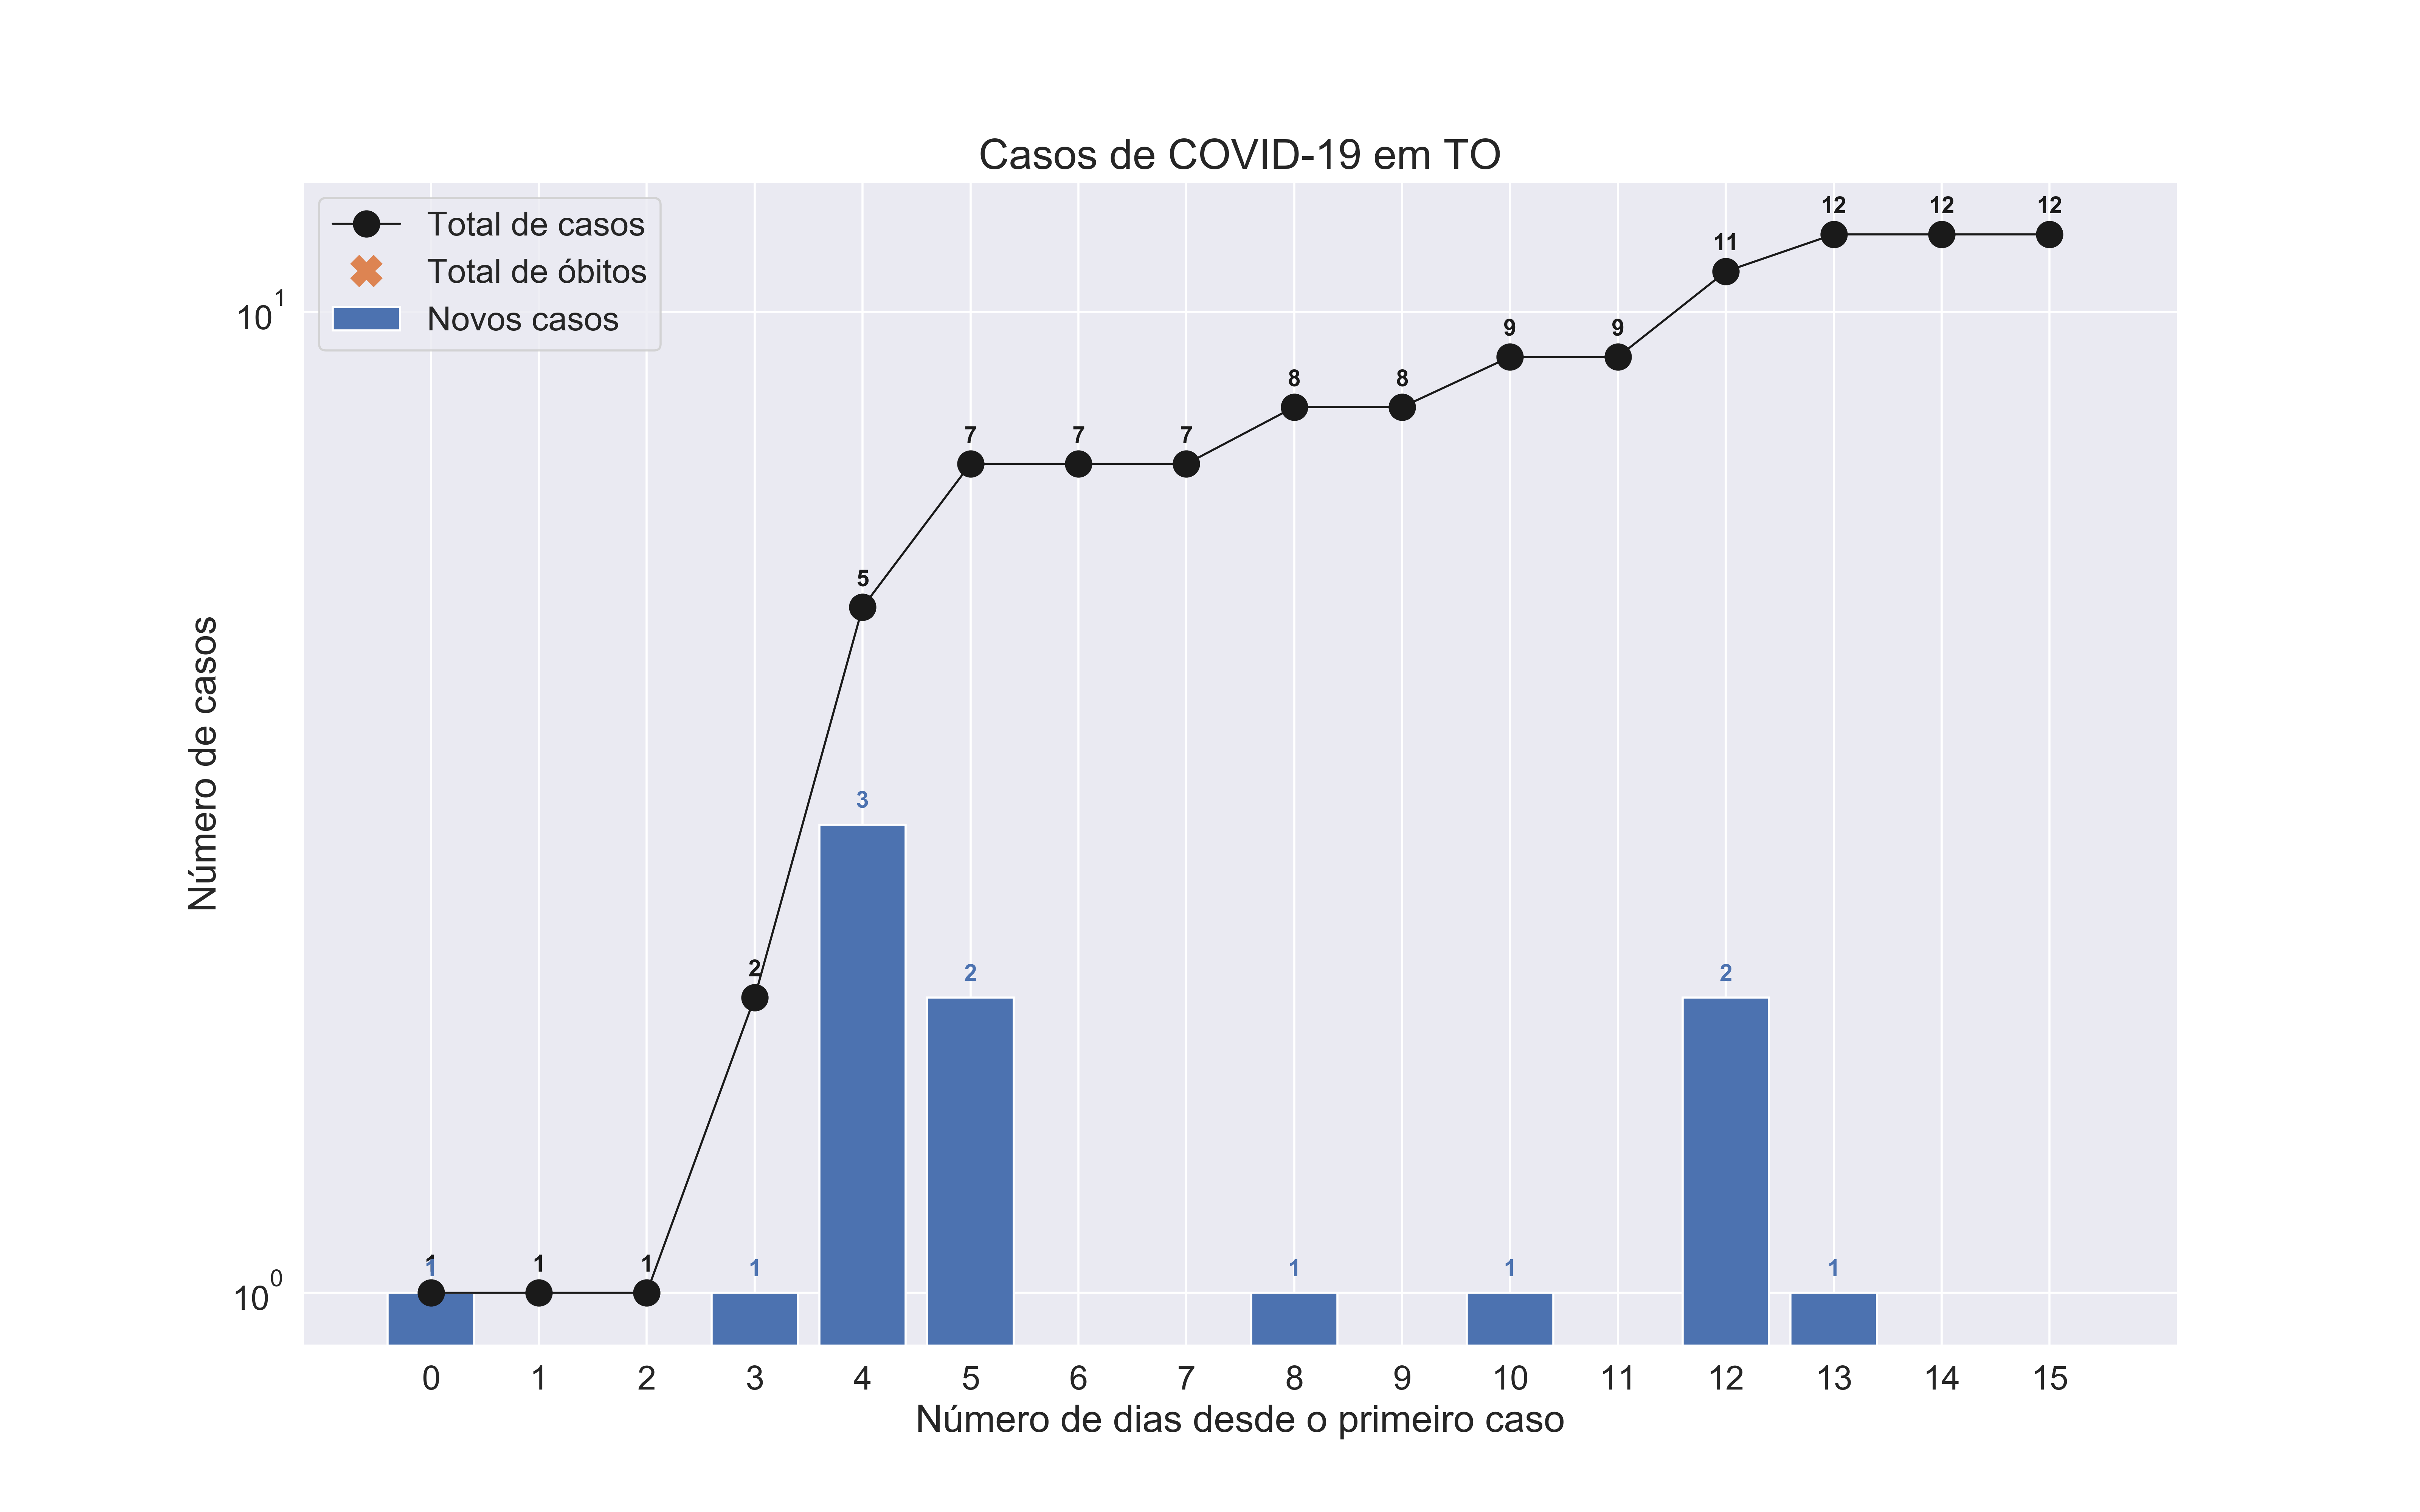 Casos de COVID-19 em TO
Total de casos
Total de óbitos
Novos casos
Número de casos
10^1
10^0
12 12 12
11
9 9
8 8
7 7 7
5
3
2 2 2
1 1 1
1 1 1 1 1
0 1 2 3 4 5 6 7 8 9 10 11 12 13 14 15
Número de dias desde o primeiro caso